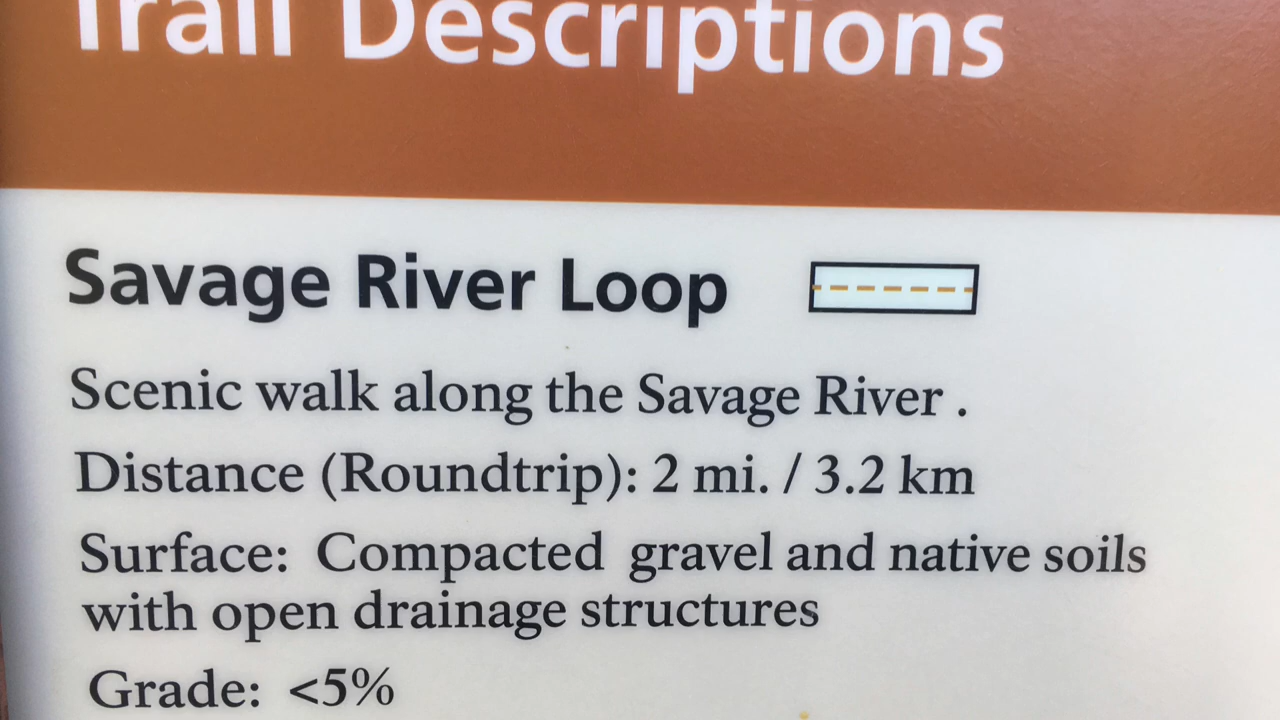 Trail Descriptions
Savage River Loop
Scenic walk along the Savage River .
Distance (Roundtrip): 2 mi. / 3.2 km
Surface: Compacted gravel and native soils
with open drainage structures
Grade: <5%